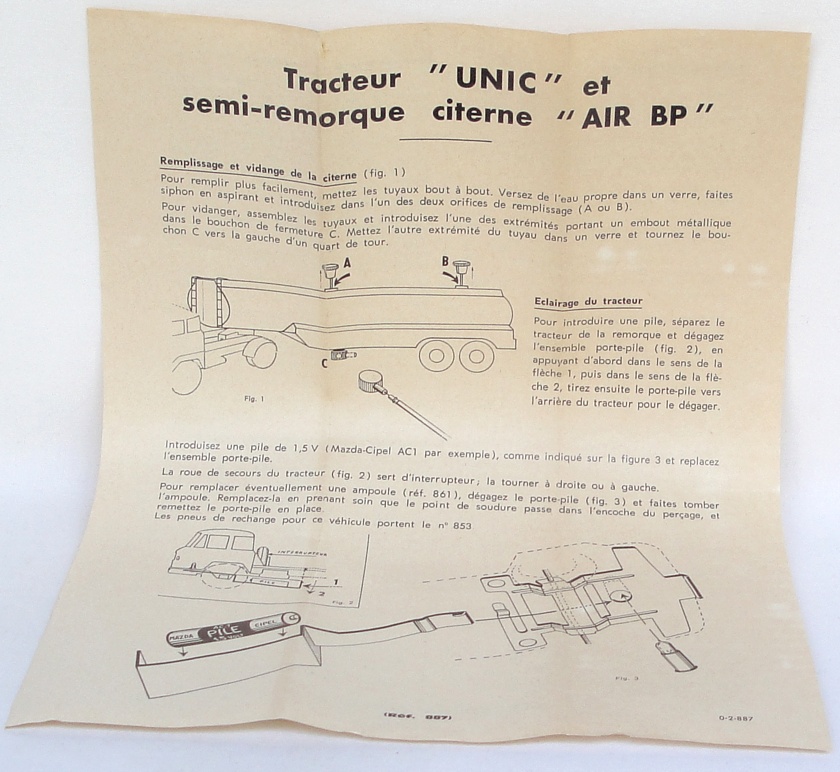 Tracteur "UNIC" et
semi-remorque citerne "AIR BP"
Remplissage et vidange de la citerne (fig. 1)
Pour remplir plus facilement, mettez les tuyaux bout à bout. Versez de l'eau propre dans un verre, faites
siphon en aspirant et introduisez dans l'un des deux orifices de remplissage (A ou B).
Pour vidanger, assemblez les tuyaux et introduisez l'une des extrémités portant un embout métallique
dans le bouchon de fermeture C. Mettez l'autre extrémité du tuyau dans un verre et tournez le bou-
chon C vers la gauche d'un quart de tour.
A
B
C
Fig. 1
Eclairage du tracteur
Pour introduire une pile, séparez le
tracteur de la remorque et dégagez
l'ensemble porte-pile (fig. 2), en
appuyant d'abord dans le sens de la
flèche 1, puis dans le sens de la flè-
che 2, tirez ensuite le porte-pile vers
l'arrière du tracteur pour le dégager.
Introduisez une pile de 1,5 V (Mazda-Cipel AC1 par exemple), comme indiqué sur la figure 3 et replacez
l'ensemble porte-pile.
La roue de secours du tracteur (fig. 2) sert d'interrupteur; la tourner à droite ou à gauche.
Pour remplacer éventuellement une ampoule (réf. 861), dégagez le porte-pile (fig. 3) et faites tomber
l'ampoule. Remplacez-la en prenant soin que le point de soudure passe dans l'encoche du perçage, et
remettez le porte-pile en place.
Les pneus de rechange pour ce véhicule portent le n° 853
INTERRUPTEUR
PILE
1
2
Fig. 2
MAZDA
PILE
CIPEL
Fig. 3
(Réf. 887)
0-2-887